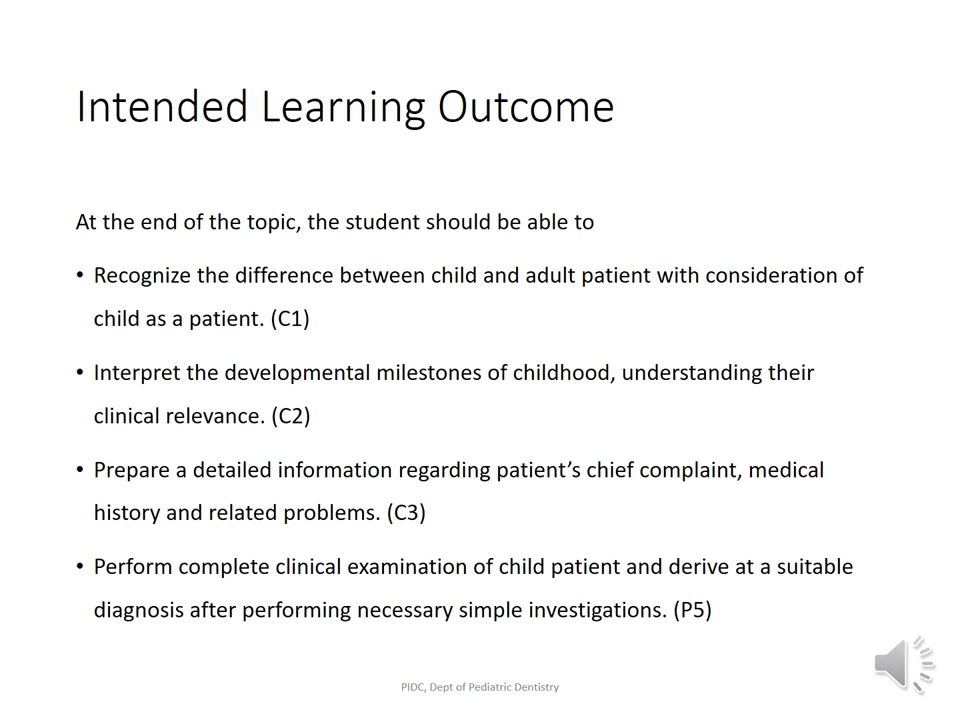 Intended Learning Outcome
At the end of the topic, the student should be able to
• Recognize the difference between child and adult patient with consideration of
child as a patient. (C1)
• Interpret the developmental milestones of childhood, understanding their
clinical relevance. (C2)
• Prepare a detailed information regarding patient’s chief complaint, medical
history and related problems. (C3)
• Perform complete clinical examination of child patient and derive at a suitable
diagnosis after performing necessary simple investigations. (P5)
PIDC, Dept of Pediatric Dentistry